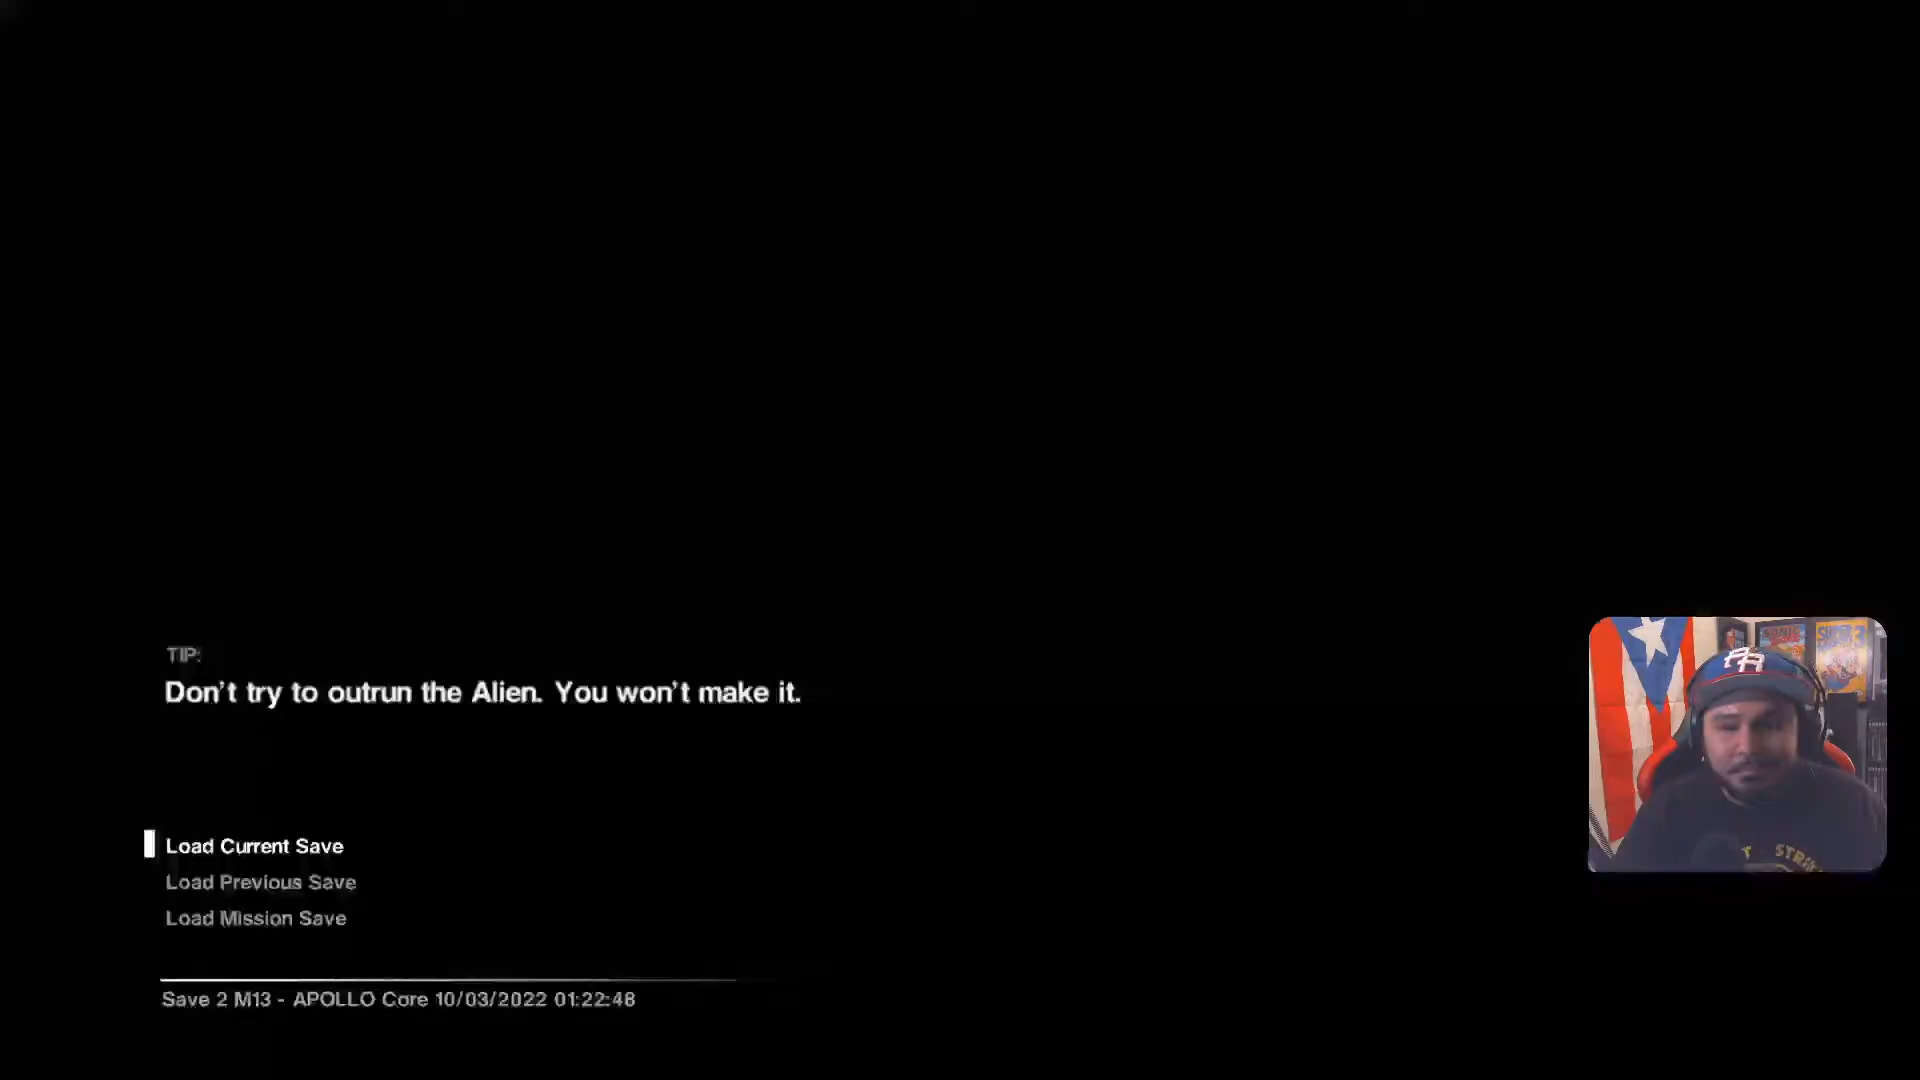 TIP:
Don't try to outrun the Alien. You won't make it.
Load Current Save
Load Previous Save
Load Mission Save
Save 2 M13 - APOLLO Core 10/03/2022 01:22:48
SONIC